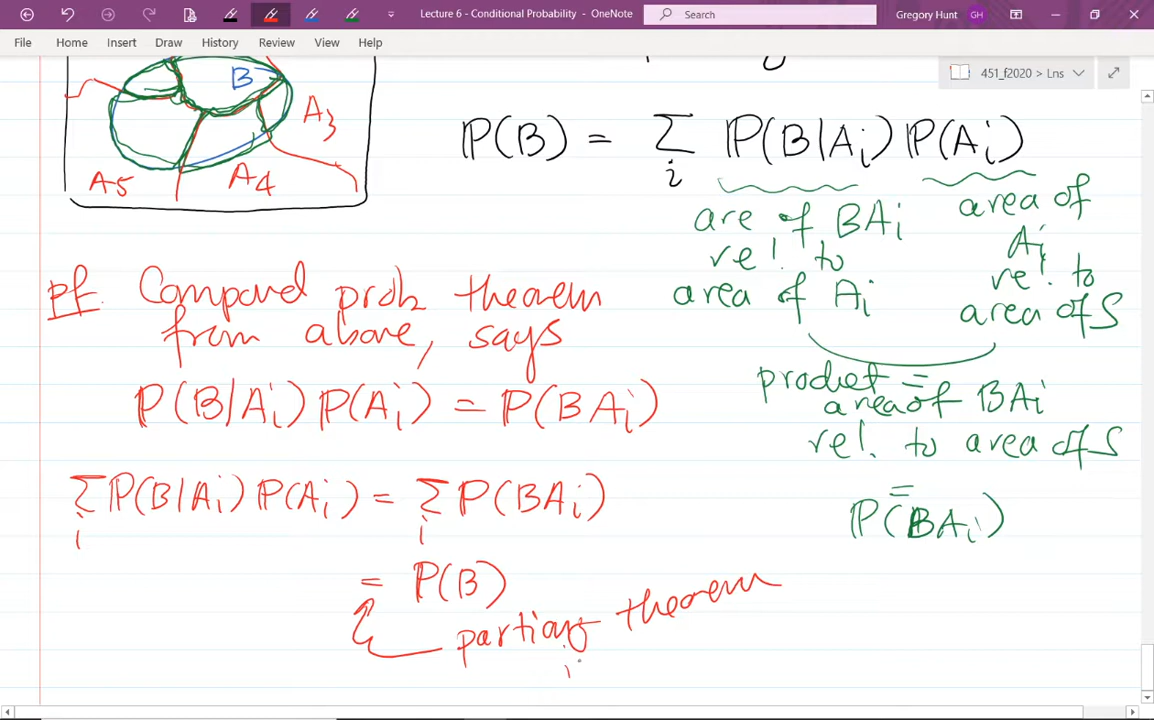 Lecture 6 - Conditional Probability - OneNote
Search
Gregory Hunt
GH
File Home Insert Draw History Review View Help
451_f2020 > Lns
B
A3
A5
A4
P(B) = Σ P(B|Ai) P(Ai)
i
are of BAi
rel. to
area of Ai
area of
Ai
rel. to
area of S
product =
area of BAi
rel. to area of S
=
P(BAi)
pf. Compound prob theorem
from above, says
P(B|Ai) P(Ai) = P(BAi)
Σ P(B|Ai) P(Ai) = Σ P(BAi)
i i
= P(B)
theorem